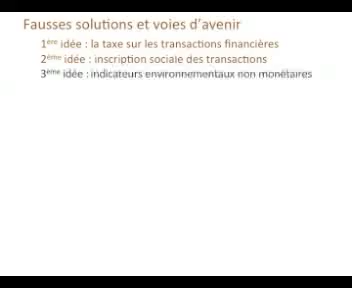 Fausses solutions et voies d’avenir
1ère idée : la taxe sur les transactions financières
2ème idée : inscription sociale des transactions
3ème idée : indicateurs environnementaux non monétaires